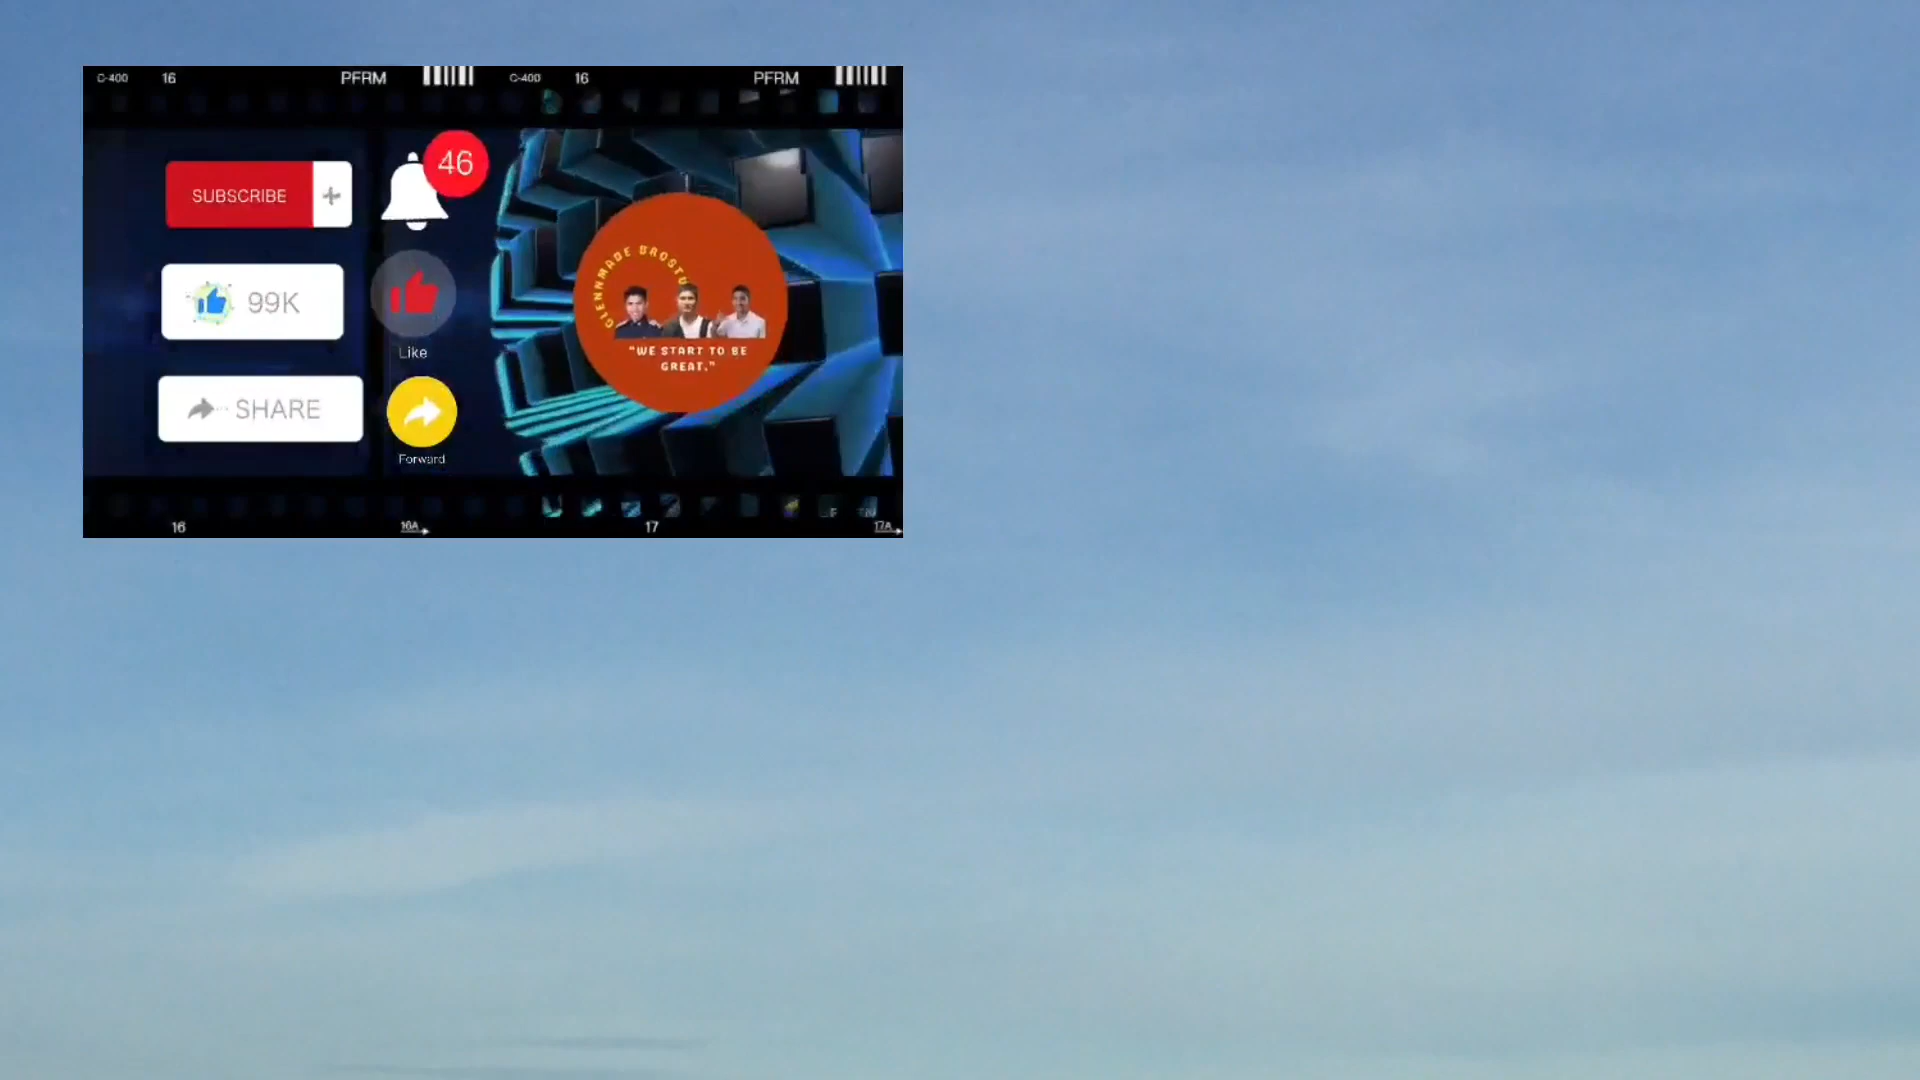 C-400 16 PFRM C-400 16 PFRM
46
SUBSCRIBE +
99K
Like
SHARE
Forward
GLENNMADE BROSTU
"WE START TO BE
GREAT."
16 16A 17 17A